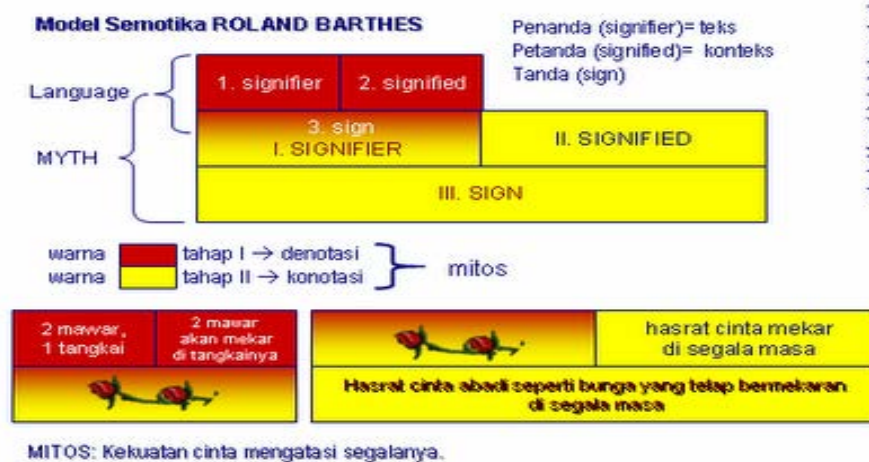 Model Semotika ROLAND BARTHES
Penanda (signifier)= teks
Petanda (signified)= konteks
Tanda (sign)
Language
MYTH
1. signifier
2. signified
3. sign
I. SIGNIFIER
II. SIGNIFIED
III. SIGN
warna tahap I → denotasi
warna tahap II → konotasi
mitos
2 mawar,
1 tangkai
2 mawar
akan mekar
di tangkainya
hasrat cinta mekar
di segala masa
Hasrat cinta abadi seperti bunga yang tetap bermekaran
di segala masa
MITOS: Kekuatan cinta mengatasi segalanya.